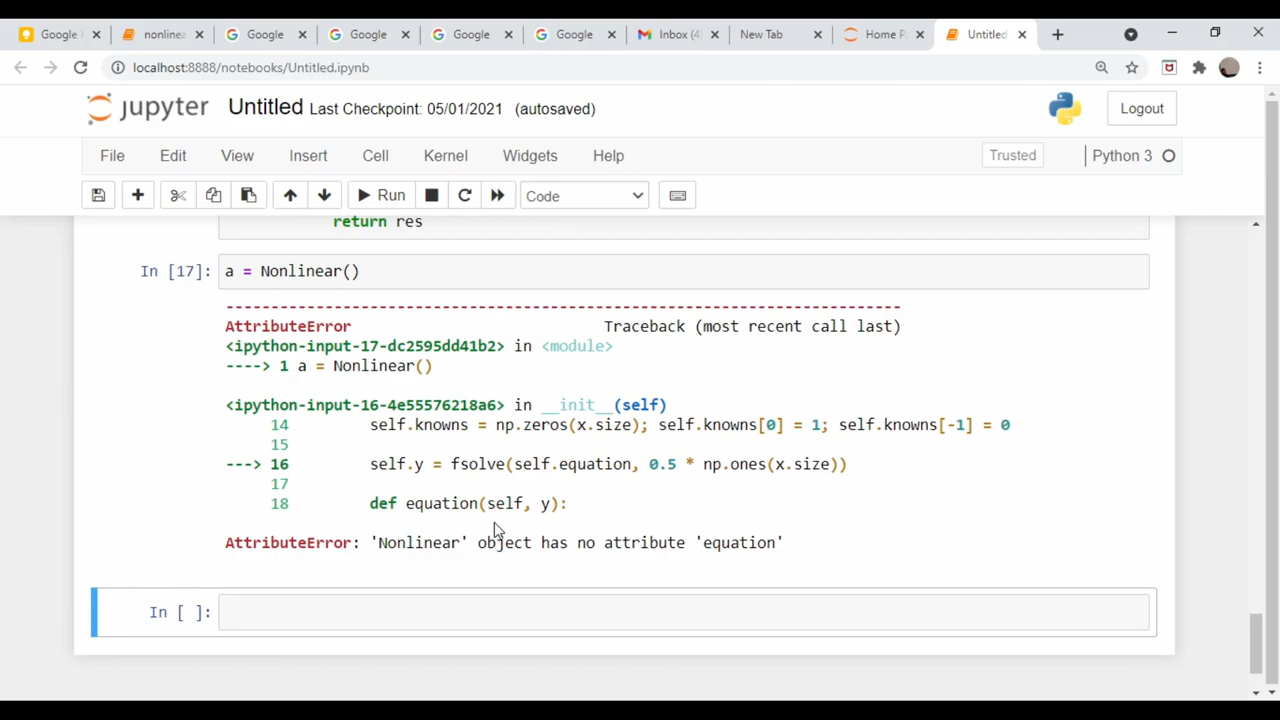 Google nonlinea Google Google Google Google Inbox (4) New Tab Home P Untitled
localhost:8888/notebooks/Untitled.ipynb
jupyter Untitled Last Checkpoint: 05/01/2021 (autosaved) Logout
File Edit View Insert Cell Kernel Widgets Help Trusted Python 3
Run Code
return res
In [17]: a = Nonlinear()
---------------------------------------------------------------------------
AttributeError Traceback (most recent call last)
<ipython-input-17-dc2595dd41b2> in <module>
----> 1 a = Nonlinear()
<ipython-input-16-4e55576218a6> in __init__(self)
14 self.knowns = np.zeros(x.size); self.knowns[0] = 1; self.knowns[-1] = 0
15
---> 16 self.y = fsolve(self.equation, 0.5 * np.ones(x.size))
17
18 def equation(self, y):
AttributeError: 'Nonlinear' object has no attribute 'equation'
In [ ]: